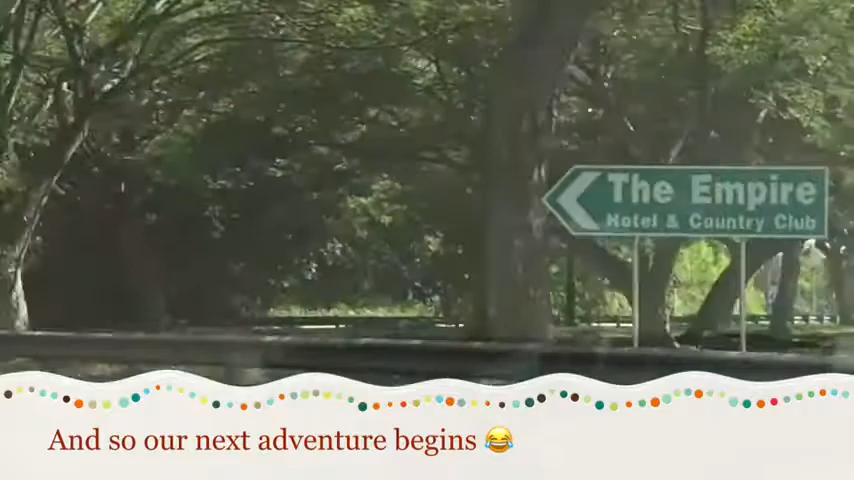 The Empire
Hotel & Country Club
And so our next adventure begins 😂